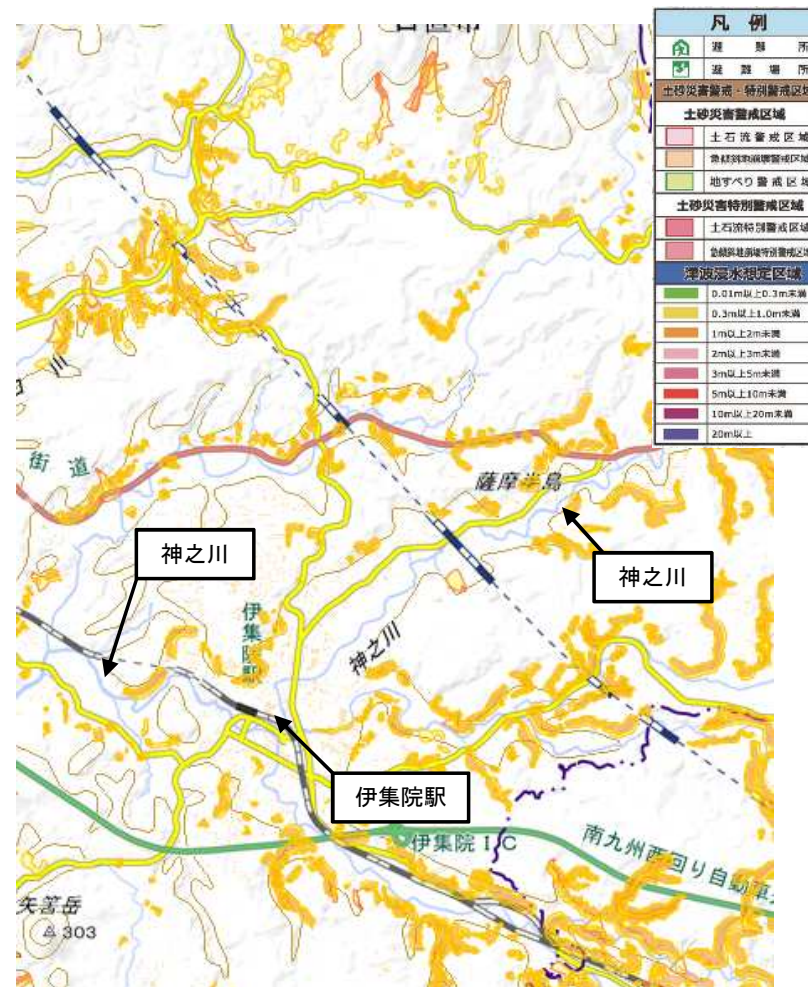 凡例
避難所
避難場所
土砂災害警戒・特別警戒区域
土砂災害警戒区域
土石流警戒区域
急傾斜地崩壊警戒区域
地すべり警戒区域
土砂災害特別警戒区域
土石流特別警戒区域
急傾斜地崩壊特別警戒区域
津波浸水想定区域
0.01m以上0.3m未満
0.3m以上1.0m未満
1m以上2m未満
2m以上3m未満
3m以上5m未満
5m以上10m未満
10m以上20m未満
20m以上
川
街道
薩摩半島
神之川
神之川
伊集院駅
神之川
伊集院駅
伊集院IC
南九州西回り自動車
矢筈岳
303